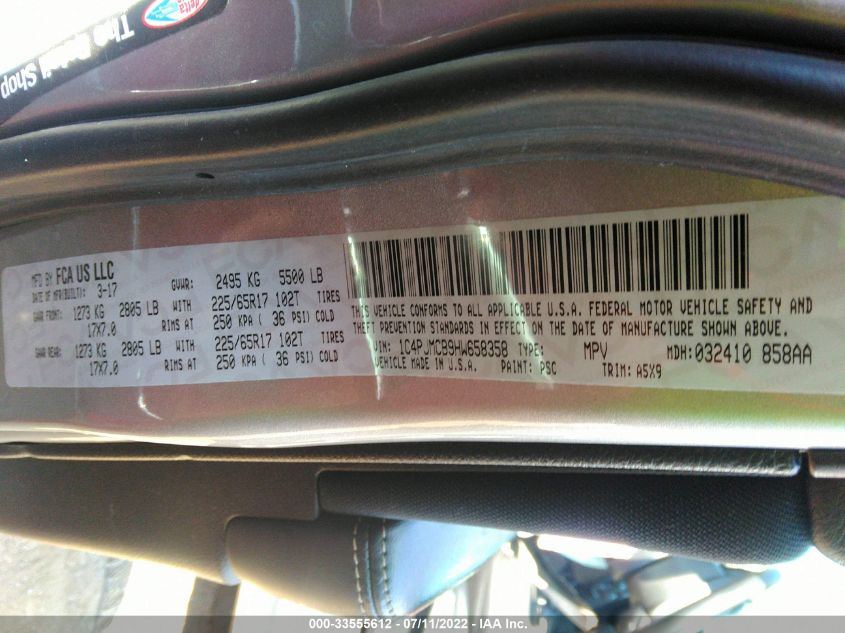 delta
The Detail Shop
MFD BY FCA US LLC
DATE OF MFR(BUILT): 3-17 GVWR: 2495 KG 5500 LB
GAWR FRONT: 1273 KG 2805 LB WITH 225/65R17 102T TIRES
17X7.0 RIMS AT 250 KPA ( 36 PSI) COLD
GAWR REAR: 1273 KG 2805 LB WITH 225/65R17 102T TIRES
17X7.0 RIMS AT 250 KPA ( 36 PSI) COLD
THIS VEHICLE CONFORMS TO ALL APPLICABLE U.S.A. FEDERAL MOTOR VEHICLE SAFETY AND
THEFT PREVENTION STANDARDS IN EFFECT ON THE DATE OF MANUFACTURE SHOWN ABOVE.
VIN: 1C4PJMCB9HW658358 TYPE: MPV MDH:032410 858AA
VEHICLE MADE IN U.S.A. PAINT: PSC TRIM: A5X9
000-33555612 - 07/11/2022 - IAA Inc.